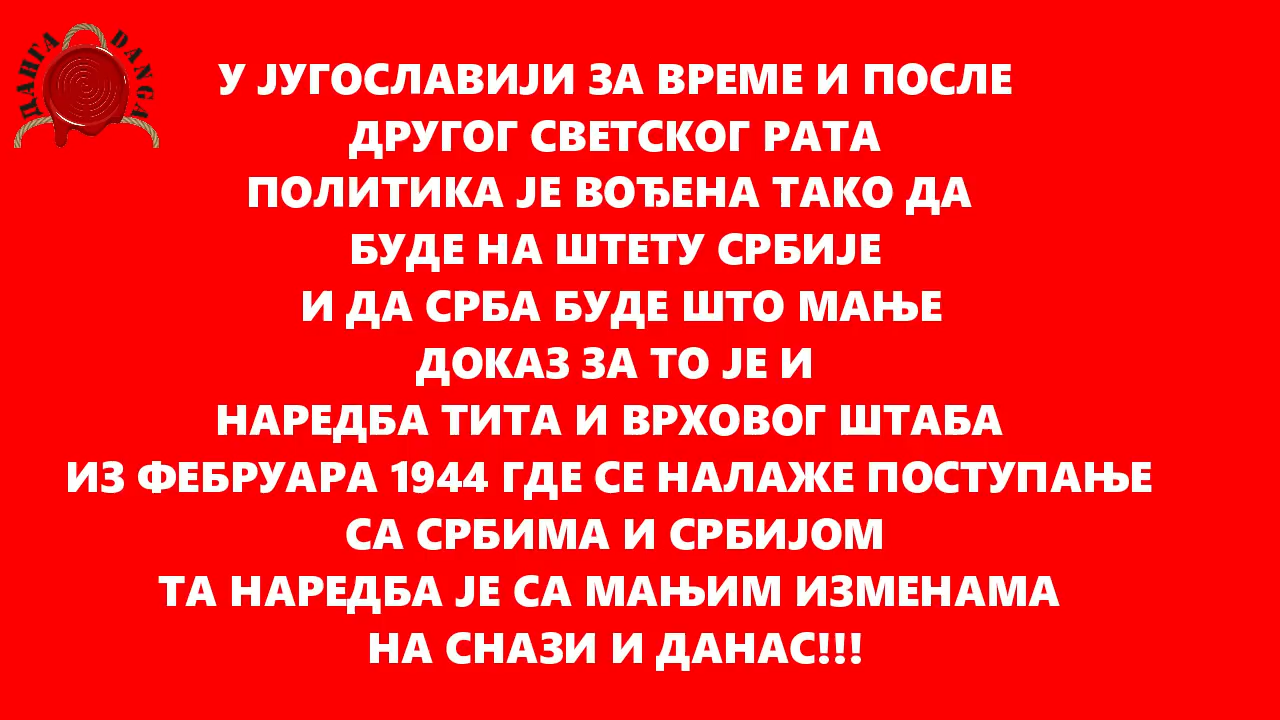 ДАНГА DANGA
У ЈУГОСЛАВИЈИ ЗА ВРЕМЕ И ПОСЛЕ
ДРУГОГ СВЕТСКОГ РАТА
ПОЛИТИКА ЈЕ ВОЂЕНА ТАКО ДА
БУДЕ НА ШТЕТУ СРБИЈЕ
И ДА СРБА БУДЕ ШТО МАЊЕ
ДОКАЗ ЗА ТО ЈЕ И
НАРЕДБА ТИТА И ВРХОВОГ ШТАБА
ИЗ ФЕБРУАРА 1944 ГДЕ СЕ НАЛАЖЕ ПОСТУПАЊЕ
СА СРБИМА И СРБИЈОМ
ТА НАРЕДБА ЈЕ СА МАЊИМ ИЗМЕНАМА
НА СНАЗИ И ДАНАС!!!